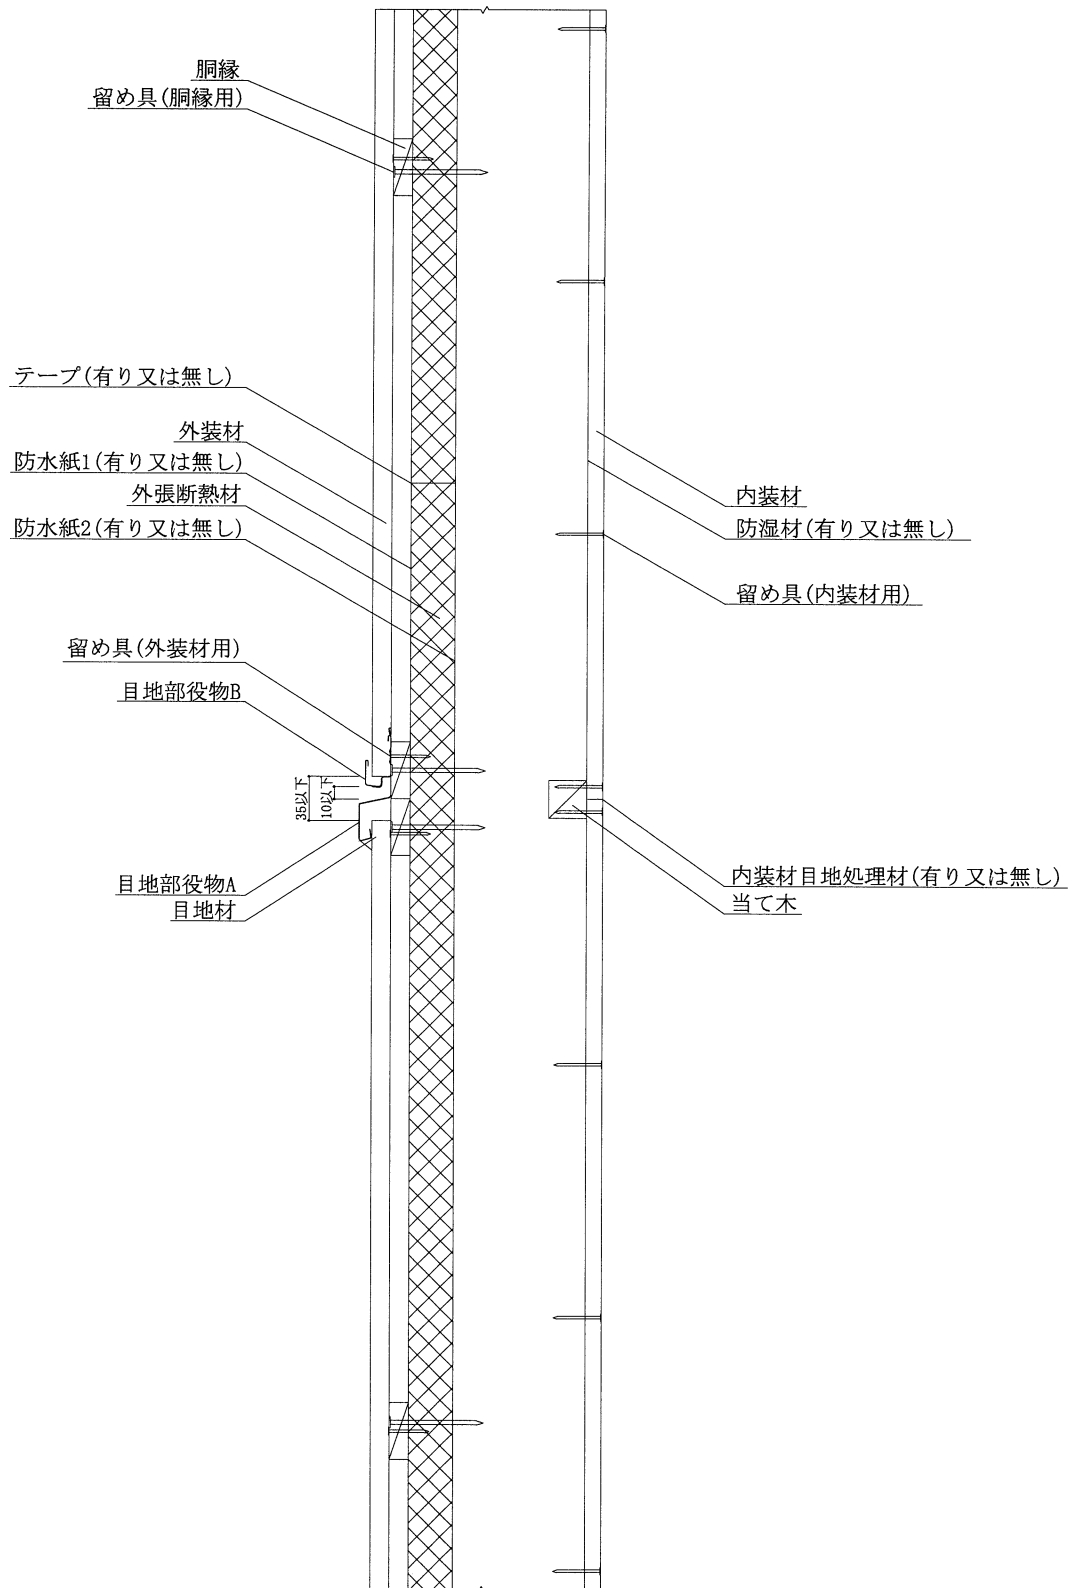 胴縁
留め具(胴縁用)
テープ(有り又は無し)
外装材
防水紙1(有り又は無し)
外張断熱材
防水紙2(有り又は無し)
内装材
防湿材(有り又は無し)
留め具(内装材用)
留め具(外装材用)
目地部役物B
35以下
10以下
目地部役物A
目地材
内装材目地処理材(有り又は無し)
当て木